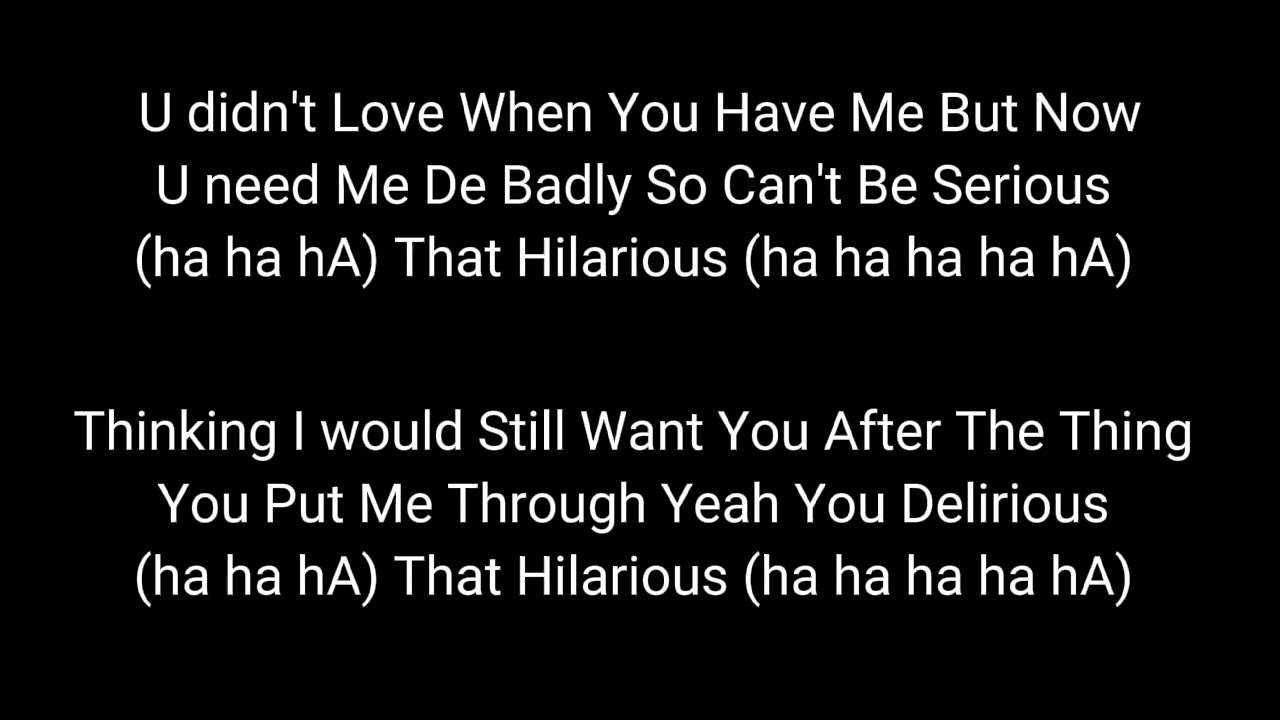 U didn't Love When You Have Me But Now
U need Me De Badly So Can't Be Serious
(ha ha hA) That Hilarious (ha ha ha ha hA)
Thinking I would Still Want You After The Thing
You Put Me Through Yeah You Delirious
(ha ha hA) That Hilarious (ha ha ha ha hA)